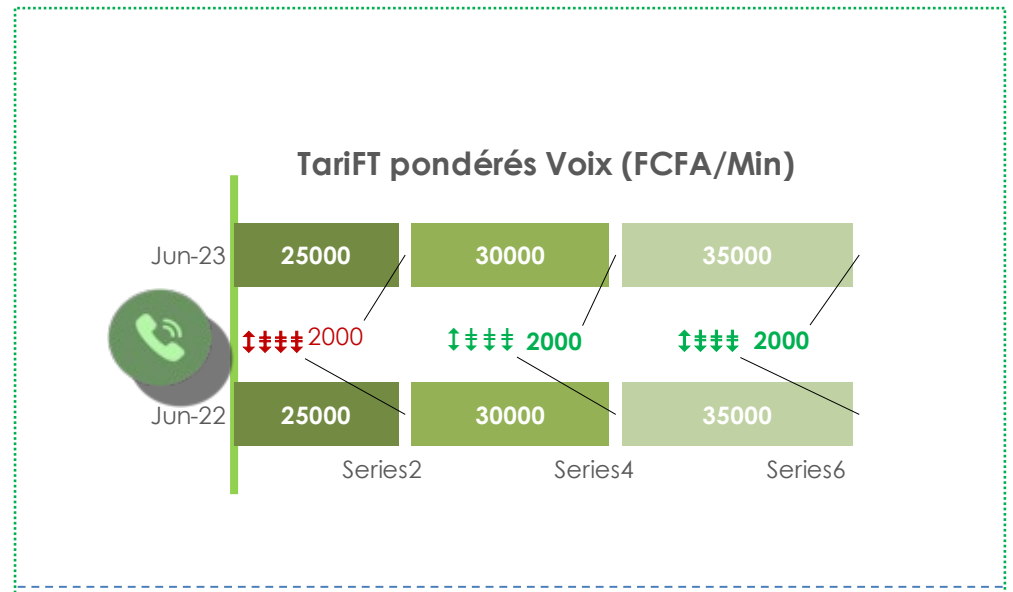 TariFT pondérés Voix (FCFA/Min)
Jun-23 25000 30000 35000
2000 2000 2000
Jun-22 25000 30000 35000
Series2 Series4 Series6